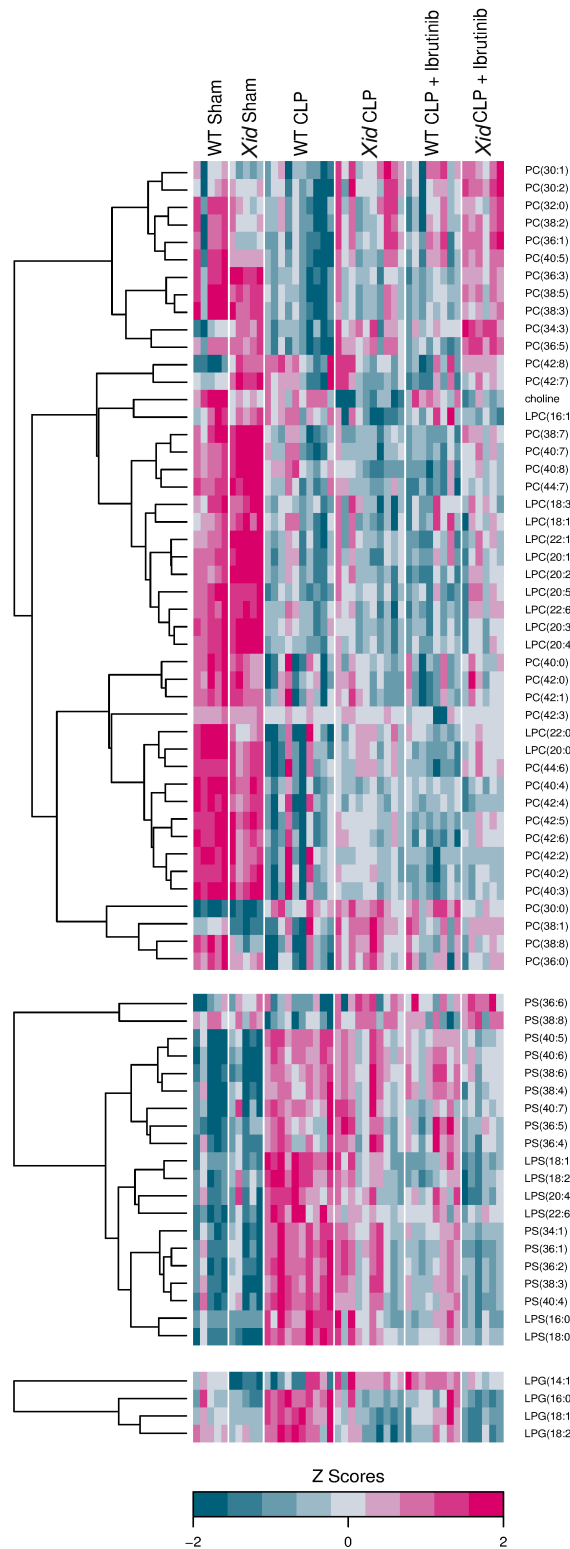 WT Sham
Xid Sham
WT CLP
Xid CLP
WT CLP + Ibrutinib
Xid CLP + Ibrutinib
PC(30:1)
PC(30:2)
PC(32:0)
PC(38:2)
PC(36:1)
PC(40:5)
PC(36:3)
PC(38:5)
PC(38:3)
PC(34:3)
PC(36:5)
PC(42:8)
PC(42:7)
choline
LPC(16:1
PC(38:7)
PC(40:7)
PC(40:8)
PC(44:7)
LPC(18:3
LPC(18:1
LPC(22:1
LPC(20:1
LPC(20:2
LPC(20:5
LPC(22:6
LPC(20:3
LPC(20:4
PC(40:0)
PC(42:0)
PC(42:1)
PC(42:3)
LPC(22:0
LPC(20:0
PC(44:6)
PC(40:4)
PC(42:4)
PC(42:5)
PC(42:6)
PC(42:2)
PC(40:2)
PC(40:3)
PC(30:0)
PC(38:1)
PC(38:8)
PC(36:0)
PS(36:6)
PS(38:8)
PS(40:5)
PS(40:6)
PS(38:6)
PS(38:4)
PS(40:7)
PS(36:5)
PS(36:4)
LPS(18:1
LPS(18:2
LPS(20:4
LPS(22:6
PS(34:1)
PS(36:1)
PS(36:2)
PS(38:3)
PS(40:4)
LPS(16:0
LPS(18:0
LPG(14:1
LPG(16:0
LPG(18:1
LPG(18:2
Z Scores
−2 0 2